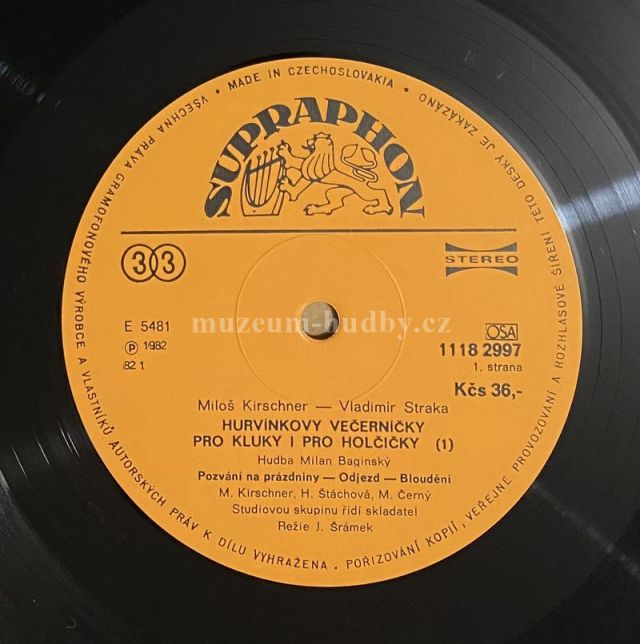 VŠECHNA PRÁVA GRAMOFONOVÉHO VÝROBCE A VLASTNÍKŮ AUTORSKÝCH PRÁV K DÍLU VYHRAŽENA. POŘIZOVÁNÍ KOPIÍ, VEŘEJNÉ PROVOZOVÁNÍ A ROZHLASOVÉ ŠÍŘENÍ TÉTO DESKY JE ZAKÁZÁNO • MADE IN CZECHOSLOVAKIA •
SUPRAPHON
33
STEREO
E 5481
muzeum-hudby.cz
OSA
Ⓟ 1982
1118 2997
82 1
1. strana
Kčs 36,-
Miloš Kirschner — Vladimír Straka
HURVÍNKOVY VEČERNÍČKY
PRO KLUKY I PRO HOLČIČKY (1)
Hudba Milan Baginský
Pozvání na prázdniny — Odjezd — Bloudění
M. Kirschner, H. Štáchová, M. Černý
Studiovou skupinu řídí skladatel
Režie J. Šrámek